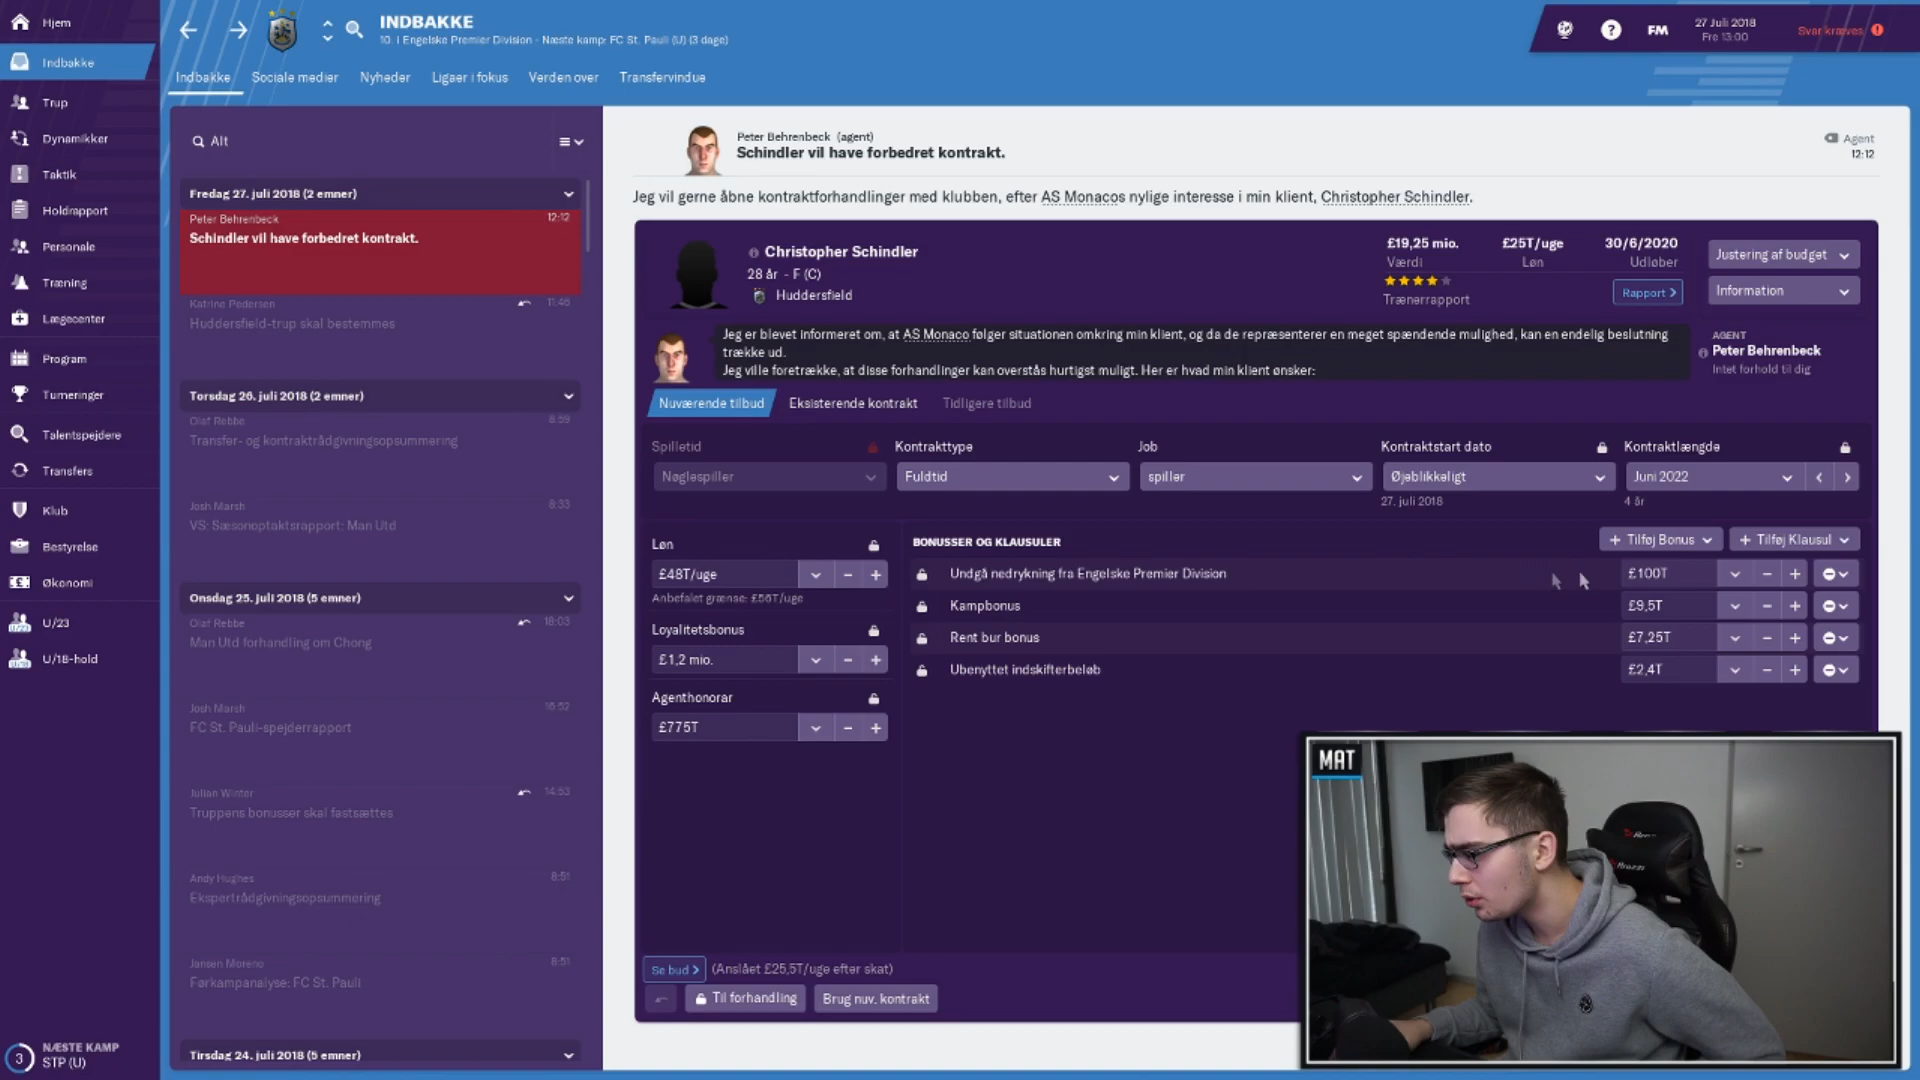 Hjem
Indbakke
Trup
Dynamikker
Taktik
Holdrapport
Personale
Træning
Lægecenter
Program
Turneringer
Talentspejdere
Transfers
Klub
Bestyrelse
Økonomi
U/23
U/18-hold
3
NÆSTE KAMP
STP (U)
INDBAKKE
10. i Engelske Premier Division - Næste kamp: FC St. Pauli (U) (3 dage)
FM
27 Juli 2018
Fre 13:00
Svar kræves
Indbakke Sociale medier Nyheder Ligaer i fokus Verden over Transfervindue
Alt
Fredag 27. juli 2018 (2 emner)
Peter Behrenbeck 12:12
Schindler vil have forbedret kontrakt.
Katrine Pedersen 11:46
Huddersfield-trup skal bestemmes
Torsdag 26. juli 2018 (2 emner)
Olaf Rebbe 8:59
Transfer- og kontraktrådgivningsopsummering
Josh Marsh 8:33
VS: Sæsonoptaktsrapport: Man Utd
Onsdag 25. juli 2018 (5 emner)
Olaf Rebbe 18:03
Man Utd forhandling om Chong
Josh Marsh 16:52
FC St. Pauli-spejderrapport
Julian Winter 14:53
Truppens bonusser skal fastsættes
Andy Hughes 8:51
Ekspertrådgivningsopsummering
Jansen Moreno 8:51
Førkampanalyse: FC St. Pauli
Tirsdag 24. juli 2018 (5 emner)
Peter Behrenbeck (agent)
Schindler vil have forbedret kontrakt.
Agent
12:12
Jeg vil gerne åbne kontraktforhandlinger med klubben, efter AS Monacos nylige interesse i min klient, Christopher Schindler.
Christopher Schindler
28 år - F (C)
Huddersfield
£19,25 mio. £25T/uge 30/6/2020
Værdi Løn Udløber
Trænerrapport
Rapport
Justering af budget
Information
Jeg er blevet informeret om, at AS Monaco følger situationen omkring min klient, og da de repræsenterer en meget spændende mulighed, kan en endelig beslutning
trække ud.
Jeg ville foretrække, at disse forhandlinger kan overstås hurtigst muligt. Her er hvad min klient ønsker:
AGENT
Peter Behrenbeck
Intet forhold til dig
Nuværende tilbud Eksisterende kontrakt Tidligere tilbud
Spilletid Kontrakttype Job Kontraktstart dato Kontraktlængde
Nøglespiller Fuldtid spiller Øjeblikkeligt Juni 2022
27. juli 2018 4 år
Løn
£48T/uge
Anbefalet grænse: £56T/uge
Loyalitetsbonus
£1,2 mio.
Agenthonorar
£775T
BONUSSER OG KLAUSULER
Tilføj Bonus Tilføj Klausul
Undgå nedrykning fra Engelske Premier Division £100T
Kampbonus £9,5T
Rent bur bonus £7,25T
Ubenyttet indskifterbeløb £2,4T
Se bud (Anslået £25,5T/uge efter skat)
Til forhandling Brug nuv. kontrakt
MAT